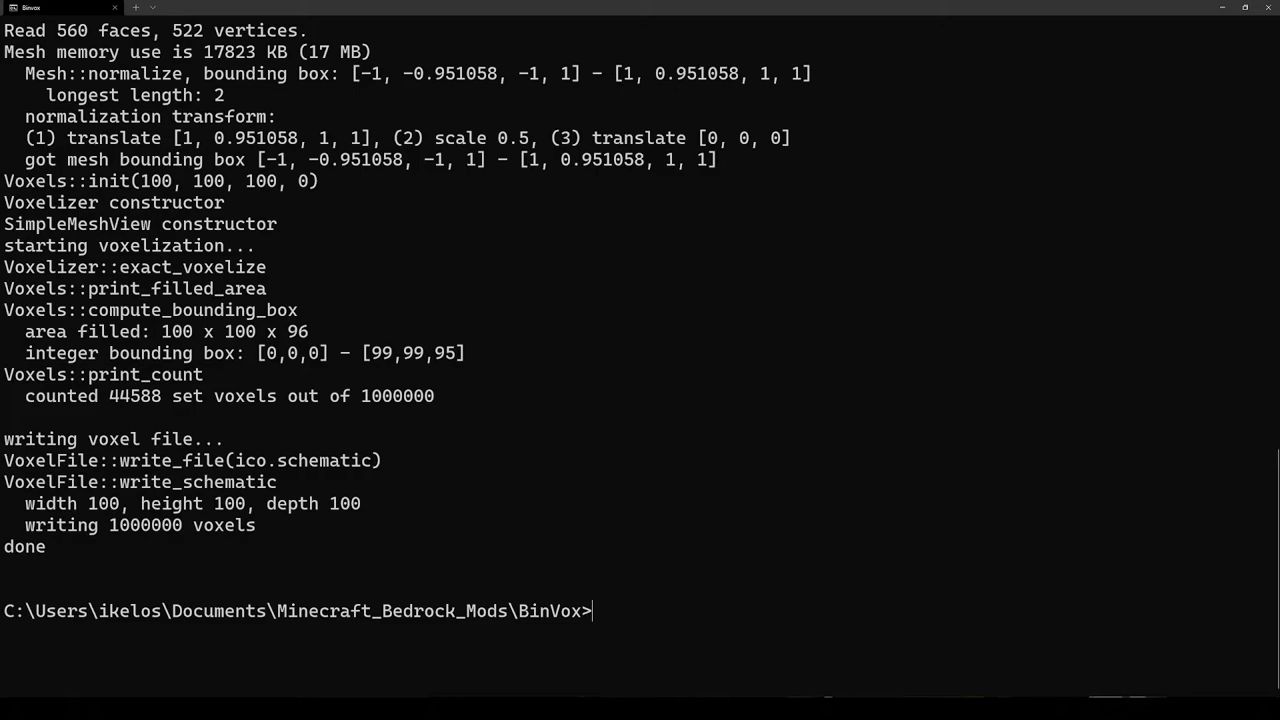 Binvox
Read 560 faces, 522 vertices.
Mesh memory use is 17823 KB (17 MB)
Mesh::normalize, bounding box: [-1, -0.951058, -1, 1] - [1, 0.951058, 1, 1]
longest length: 2
normalization transform:
(1) translate [1, 0.951058, 1, 1], (2) scale 0.5, (3) translate [0, 0, 0]
got mesh bounding box [-1, -0.951058, -1, 1] - [1, 0.951058, 1, 1]
Voxels::init(100, 100, 100, 0)
Voxelizer constructor
SimpleMeshView constructor
starting voxelization...
Voxelizer::exact_voxelize
Voxels::print_filled_area
Voxels::compute_bounding_box
area filled: 100 x 100 x 96
integer bounding box: [0,0,0] - [99,99,95]
Voxels::print_count
counted 44588 set voxels out of 1000000
writing voxel file...
VoxelFile::write_file(ico.schematic)
VoxelFile::write_schematic
width 100, height 100, depth 100
writing 1000000 voxels
done
C:\Users\ikelos\Documents\Minecraft_Bedrock_Mods\BinVox>